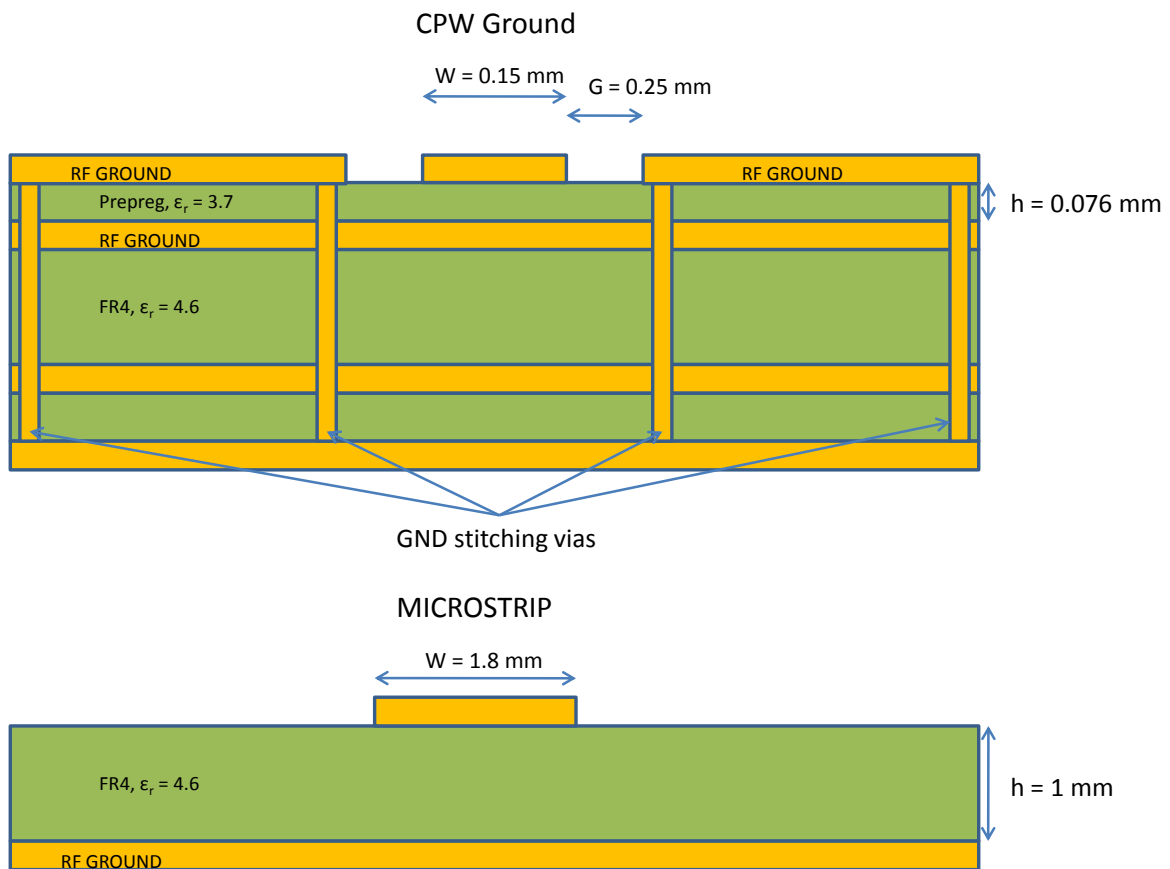 CPW Ground
W = 0.15 mm
G = 0.25 mm
RF GROUND
RF GROUND
Prepreg, εr = 3.7
h = 0.076 mm
RF GROUND
FR4, εr = 4.6
GND stitching vias
MICROSTRIP
W = 1.8 mm
FR4, εr = 4.6
h = 1 mm
RF GROUND